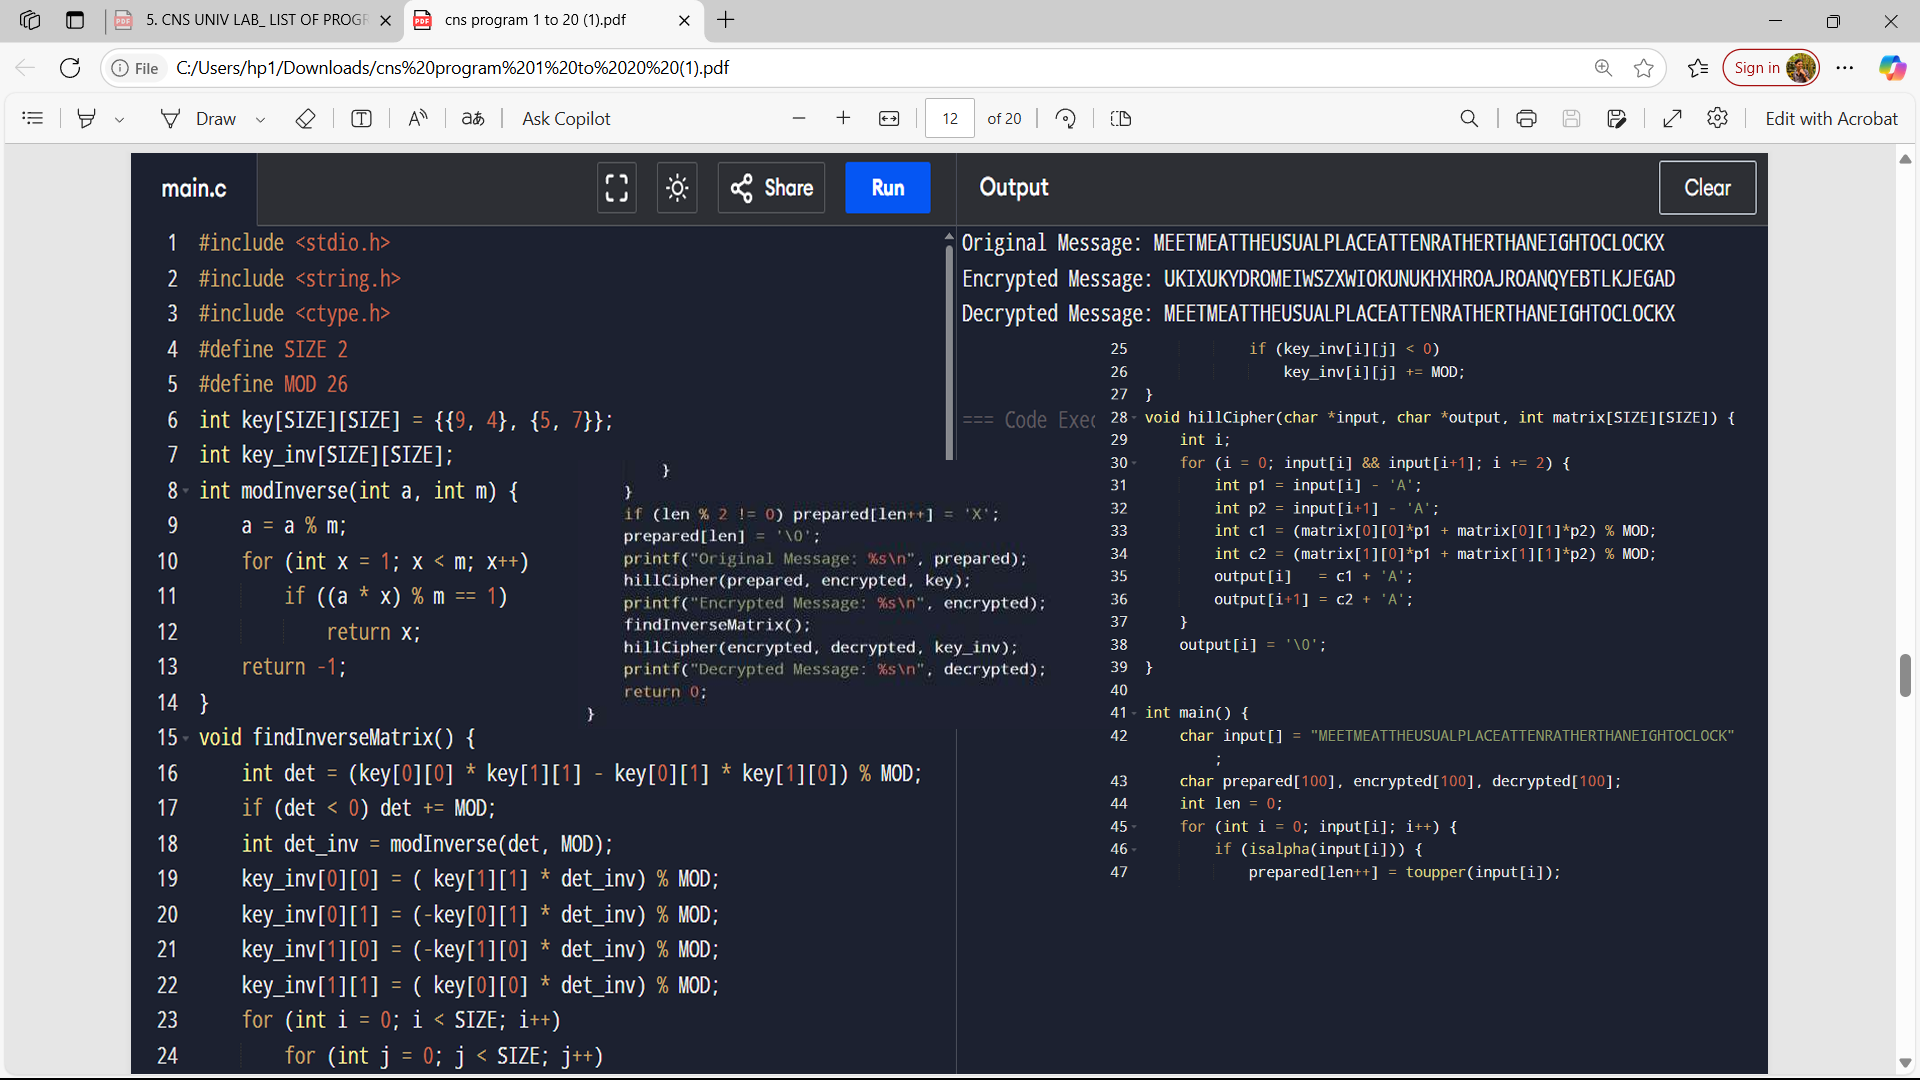 5. CNS UNIV LAB_ LIST OF PROGR
cns program 1 to 20 (1).pdf
File
C:/Users/hp1/Downloads/cns%20program%201%20to%2020%20(1).pdf
Sign in
Draw
Ask Copilot
12
of 20
Edit with Acrobat
main.c
Share
Run
Output
Clear
1 #include <stdio.h>
2 #include <string.h>
3 #include <ctype.h>
4 #define SIZE 2
5 #define MOD 26
6 int key[SIZE][SIZE] = {{9, 4}, {5, 7}};
7 int key_inv[SIZE][SIZE];
8 int modInverse(int a, int m) {
9 a = a % m;
10 for (int x = 1; x < m; x++)
11 if ((a * x) % m == 1)
12 return x;
13 return -1;
14 }
15 void findInverseMatrix() {
16 int det = (key[0][0] * key[1][1] - key[0][1] * key[1][0]) % MOD;
17 if (det < 0) det += MOD;
18 int det_inv = modInverse(det, MOD);
19 key_inv[0][0] = ( key[1][1] * det_inv) % MOD;
20 key_inv[0][1] = (-key[0][1] * det_inv) % MOD;
21 key_inv[1][0] = (-key[1][0] * det_inv) % MOD;
22 key_inv[1][1] = ( key[0][0] * det_inv) % MOD;
23 for (int i = 0; i < SIZE; i++)
24 for (int j = 0; j < SIZE; j++)
Original Message: MEETMEATTHEUSUALPLACEATTENRATHERTHANEIGHTOCLOCKX
Encrypted Message: UKIXUKYDROMEIWSZXWIOKUNUKHXHROAJROANQYEBTLKJEGAD
Decrypted Message: MEETMEATTHEUSUALPLACEATTENRATHERTHANEIGHTOCLOCKX
=== Code Exec
25 if (key_inv[i][j] < 0)
26 key_inv[i][j] += MOD;
27 }
28 void hillCipher(char *input, char *output, int matrix[SIZE][SIZE]) {
29 int i;
30 for (i = 0; input[i] && input[i+1]; i += 2) {
31 int p1 = input[i] - 'A';
32 int p2 = input[i+1] - 'A';
33 int c1 = (matrix[0][0]*p1 + matrix[0][1]*p2) % MOD;
34 int c2 = (matrix[1][0]*p1 + matrix[1][1]*p2) % MOD;
35 output[i] = c1 + 'A';
36 output[i+1] = c2 + 'A';
37 }
38 output[i] = '\0';
39 }
40
41 int main() {
42 char input[] = "MEETMEATTHEUSUALPLACEATTENRATHERTHANEIGHTOCLOCK"
;
43 char prepared[100], encrypted[100], decrypted[100];
44 int len = 0;
45 for (int i = 0; input[i]; i++) {
46 if (isalpha(input[i])) {
47 prepared[len++] = toupper(input[i]);
}
}
if (len % 2 != 0) prepared[len++] = 'X';
prepared[len] = '\0';
printf("Original Message: %s\n", prepared);
hillCipher(prepared, encrypted, key);
printf("Encrypted Message: %s\n", encrypted);
findInverseMatrix();
hillCipher(encrypted, decrypted, key_inv);
printf("Decrypted Message: %s\n", decrypted);
return 0;
}